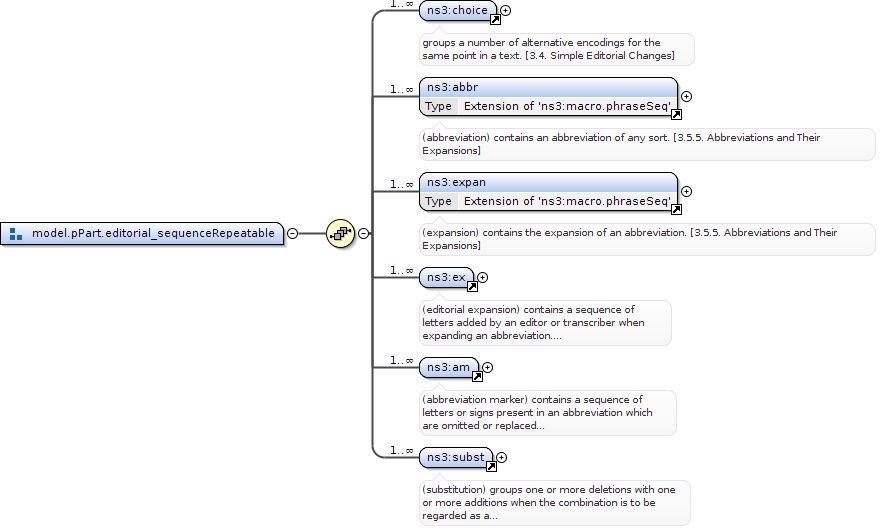 1..∞
ns3:choice
groups a number of alternative encodings for the
same point in a text. [3.4. Simple Editorial Changes]
1..∞
ns3:abbr
Type Extension of 'ns3:macro.phraseSeq'
(abbreviation) contains an abbreviation of any sort. [3.5.5. Abbreviations and Their
Expansions]
1..∞
ns3:expan
Type Extension of 'ns3:macro.phraseSeq'
(expansion) contains the expansion of an abbreviation. [3.5.5. Abbreviations and Their
Expansions]
model.pPart.editorial_sequenceRepeatable
1..∞
ns3:ex
(editorial expansion) contains a sequence of
letters added by an editor or transcriber when
expanding an abbreviation....
1..∞
ns3:am
(abbreviation marker) contains a sequence of
letters or signs present in an abbreviation which
are omitted or replaced...
1..∞
ns3:subst
(substitution) groups one or more deletions with one
or more additions when the combination is to be
regarded as a...